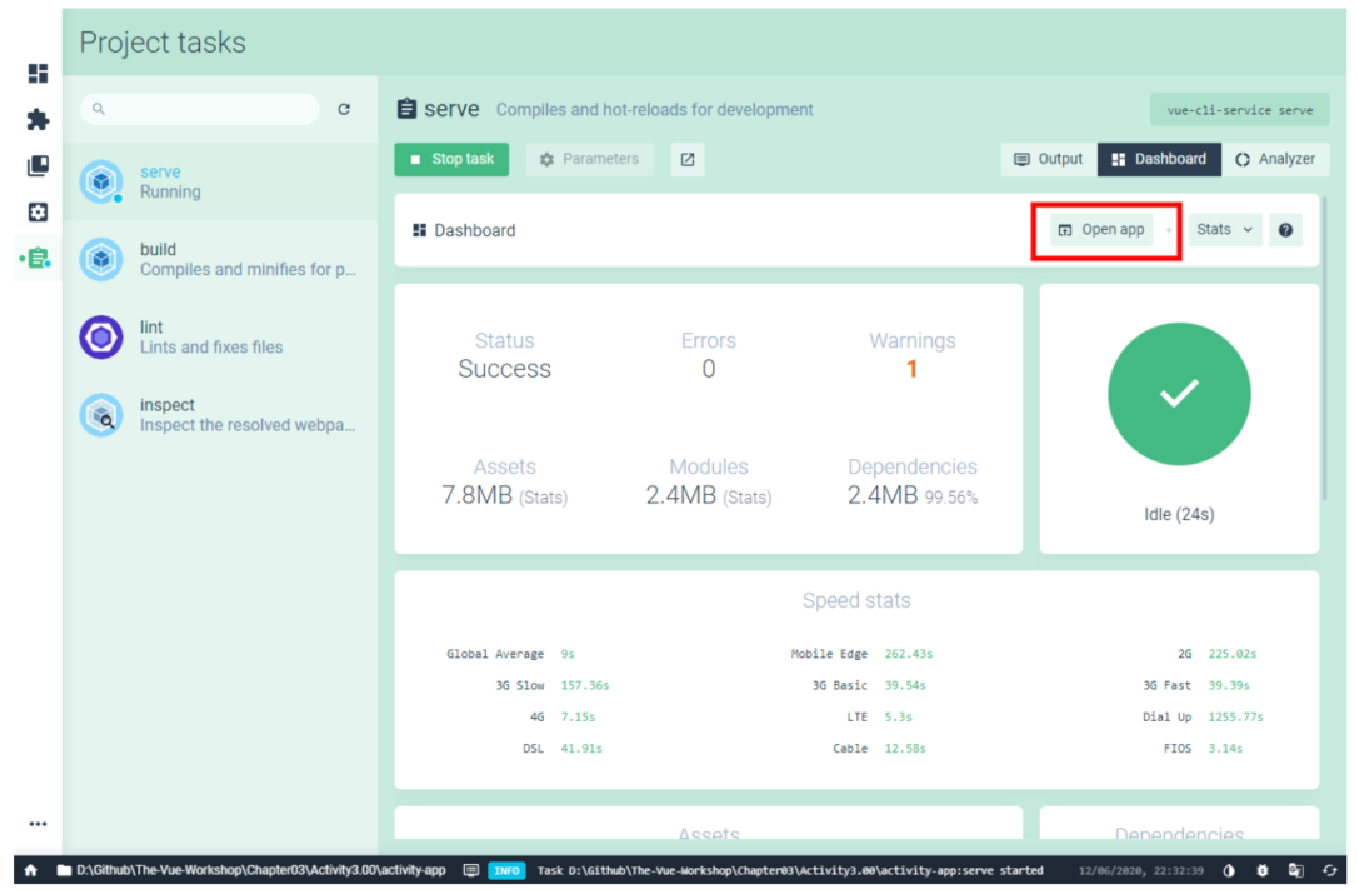 Project tasks
serve Compiles and hot-reloads for development
vue-cli-service serve
Stop task
Parameters
Output
Dashboard
Analyzer
serve
Running
build
Compiles and minifies for p...
lint
Lints and fixes files
inspect
Inspect the resolved webpa...
Dashboard
Open app
Stats
Status
Success
Errors
0
Warnings
1
Assets
7.8MB (Stats)
Modules
2.4MB (Stats)
Dependencies
2.4MB 99.56%
Idle (24s)
Speed stats
Global Average 9s
Mobile Edge 262.43s
2G 225.02s
3G Slow 157.36s
3G Basic 39.54s
3G Fast 39.39s
4G 7.15s
LTE 5.3s
Dial Up 1255.77s
DSL 41.91s
Cable 12.58s
FIOS 3.14s
Assets
Dependencies
D:\Github\The-Vue-Workshop\Chapter03\Activity3.00\activity-app
INFO
Task D:\Github\The-Vue-Workshop\Chapter03\Activity3.00\activity-app:serve started
12/06/2020, 22:32:39